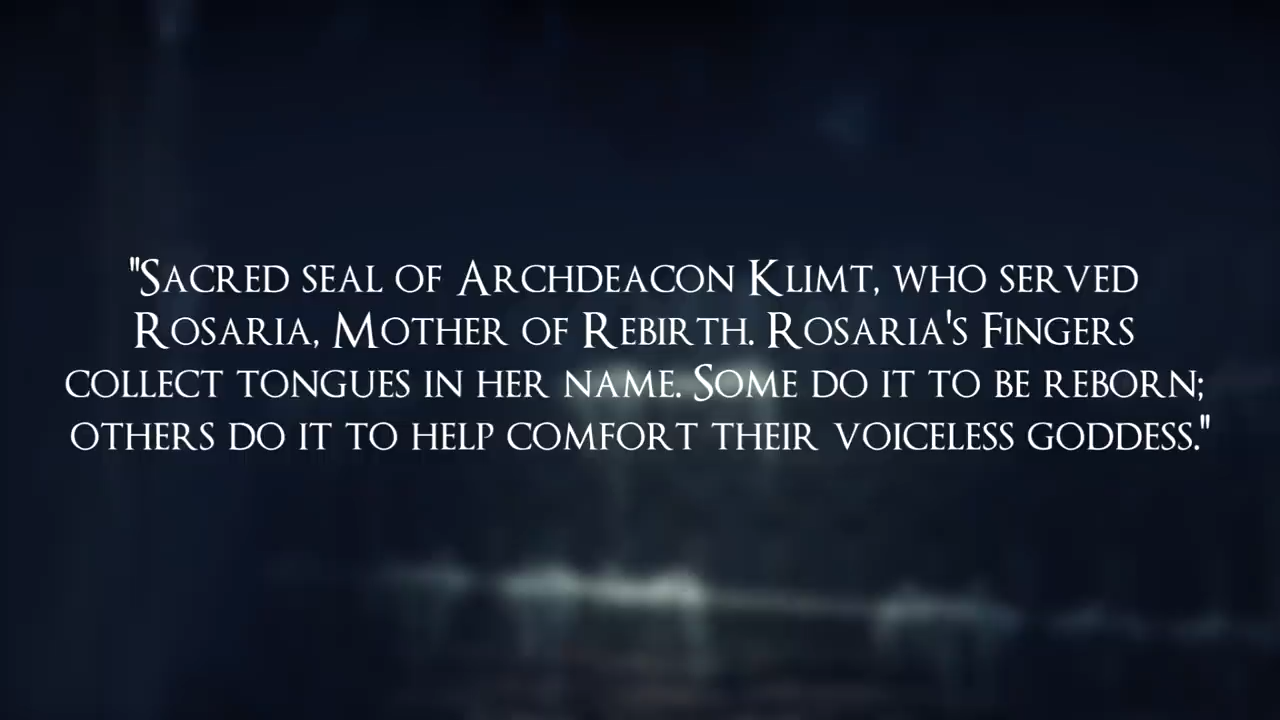 "Sacred seal of Archdeacon Klimt, who served
Rosaria, Mother of Rebirth. Rosaria's Fingers
collect tongues in her name. Some do it to be reborn;
others do it to help comfort their voiceless goddess."